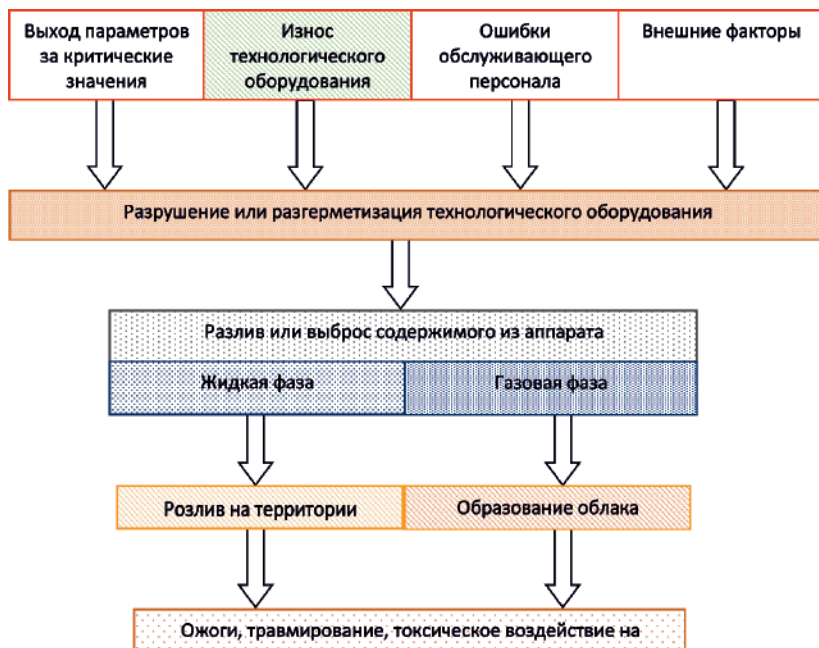 Выход параметров
за критические
значения
Износ
технологического
оборудования
Ошибки
обслуживающего
персонала
Внешние факторы
Разрушение или разгерметизация технологического оборудования
Разлив или выброс содержимого из аппарата
Жидкая фаза
Газовая фаза
Розлив на территории
Образование облака
Ожоги, травмирование, токсическое воздействие на